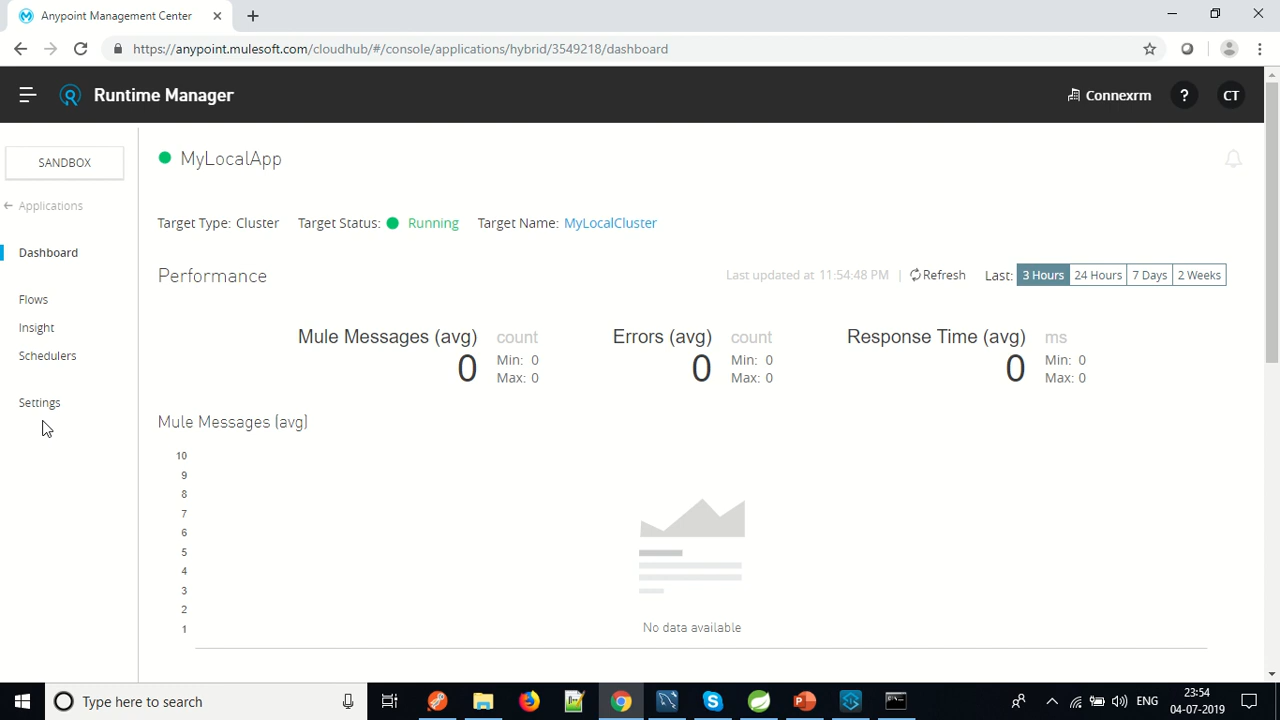 Anypoint Management Center
https://anypoint.mulesoft.com/cloudhub/#/console/applications/hybrid/3549218/dashboard
Runtime Manager
Connexrm
?
CT
SANDBOX
Applications
Dashboard
Flows
Insight
Schedulers
Settings
MyLocalApp
Target Type: Cluster Target Status: Running Target Name: MyLocalCluster
Performance
Last updated at 11:54:48 PM | Refresh Last: 3 Hours 24 Hours 7 Days 2 Weeks
Mule Messages (avg) count
0 Min: 0
Max: 0
Errors (avg) count
0 Min: 0
Max: 0
Response Time (avg) ms
0 Min: 0
Max: 0
Mule Messages (avg)
10
9
8
7
6
5
4
3
2
1
No data available
Type here to search
ENG
23:54
04-07-2019